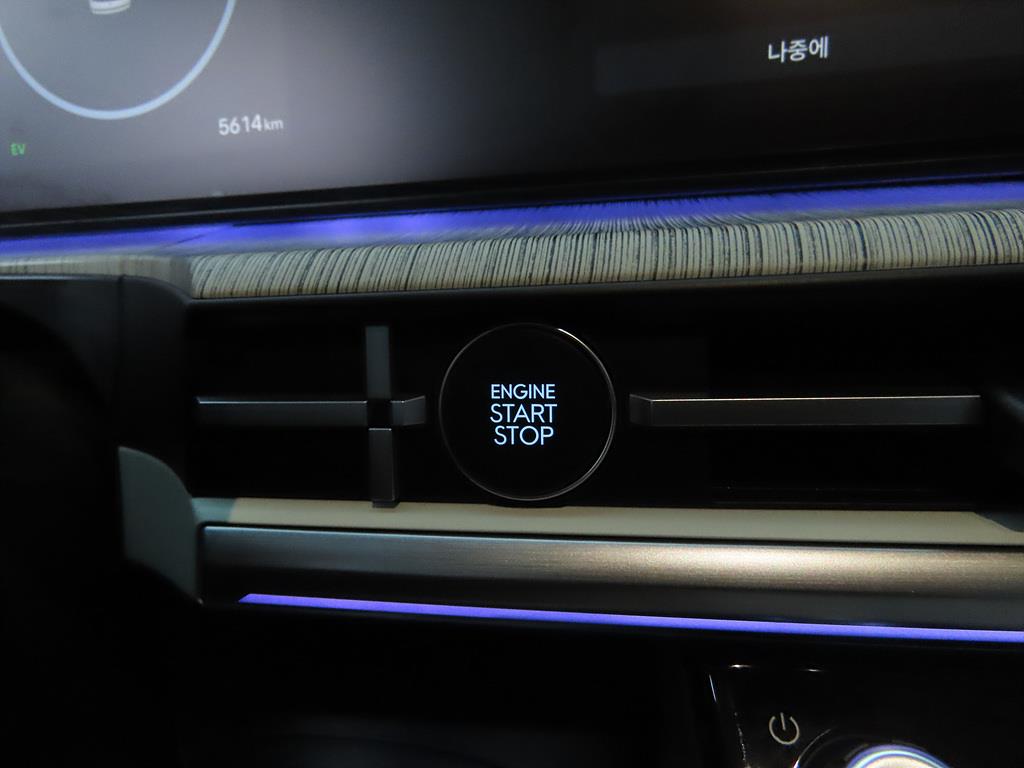 나중에
5614km
EV
ENGINE
START
STOP